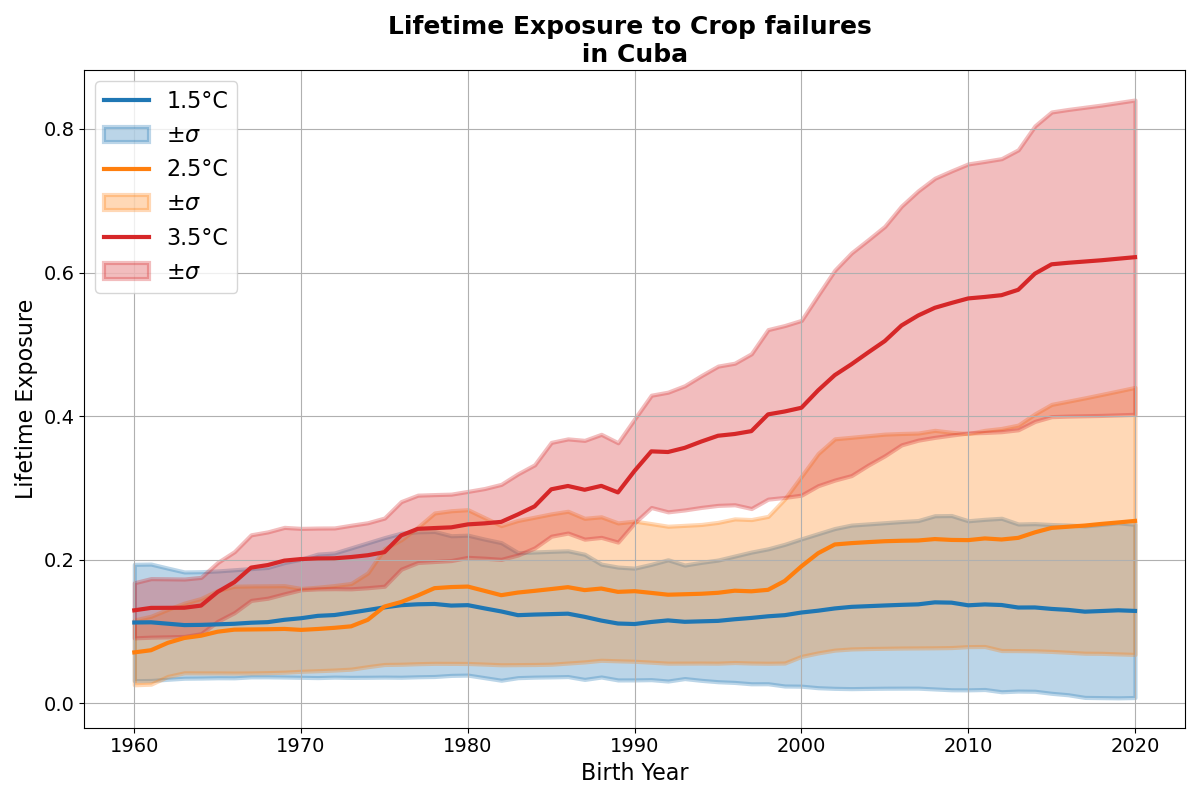 Lifetime Exposure to Crop failures
in Cuba
1.5°C
±σ
2.5°C
±σ
3.5°C
±σ
Lifetime Exposure
0.8
0.6
0.4
0.2
0.0
1960 1970 1980 1990 2000 2010 2020
Birth Year